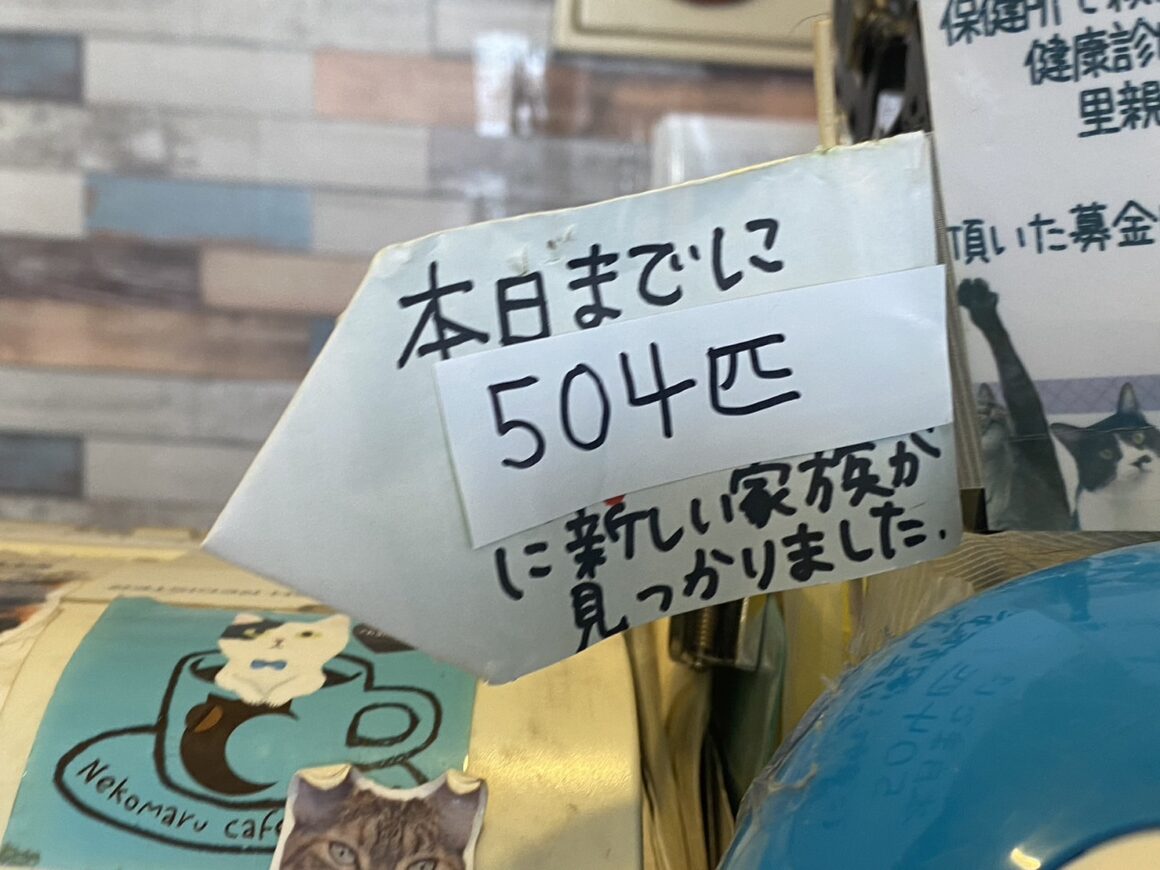 本日までに
504匹
に新しい家族が
見つかりました.
保健所で
健康診
里親
頂いた募金
Nekomaru cafe